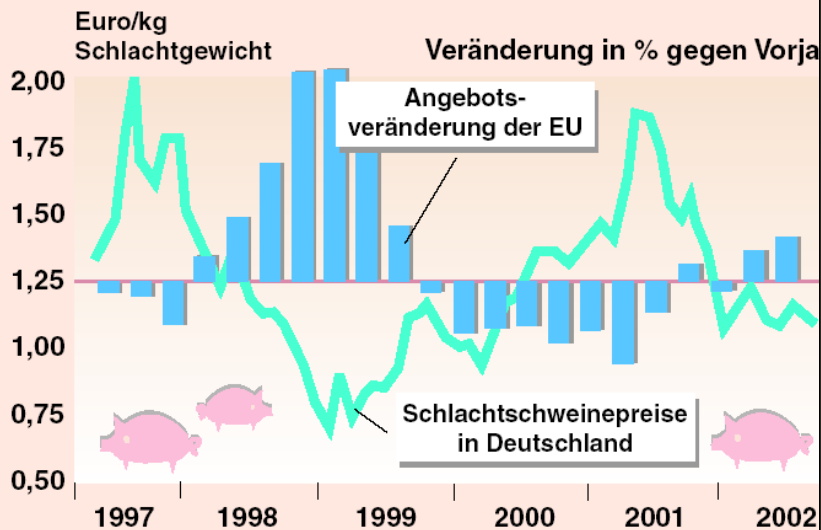 Euro/kg
Schlachtgewicht
Veränderung in % gegen Vorja
2,00
Angebots-
veränderung der EU
1,75
1,50
1,25
1,00
0,75
Schlachtschweinepreise
in Deutschland
0,50
1997 1998 1999 2000 2001 2002